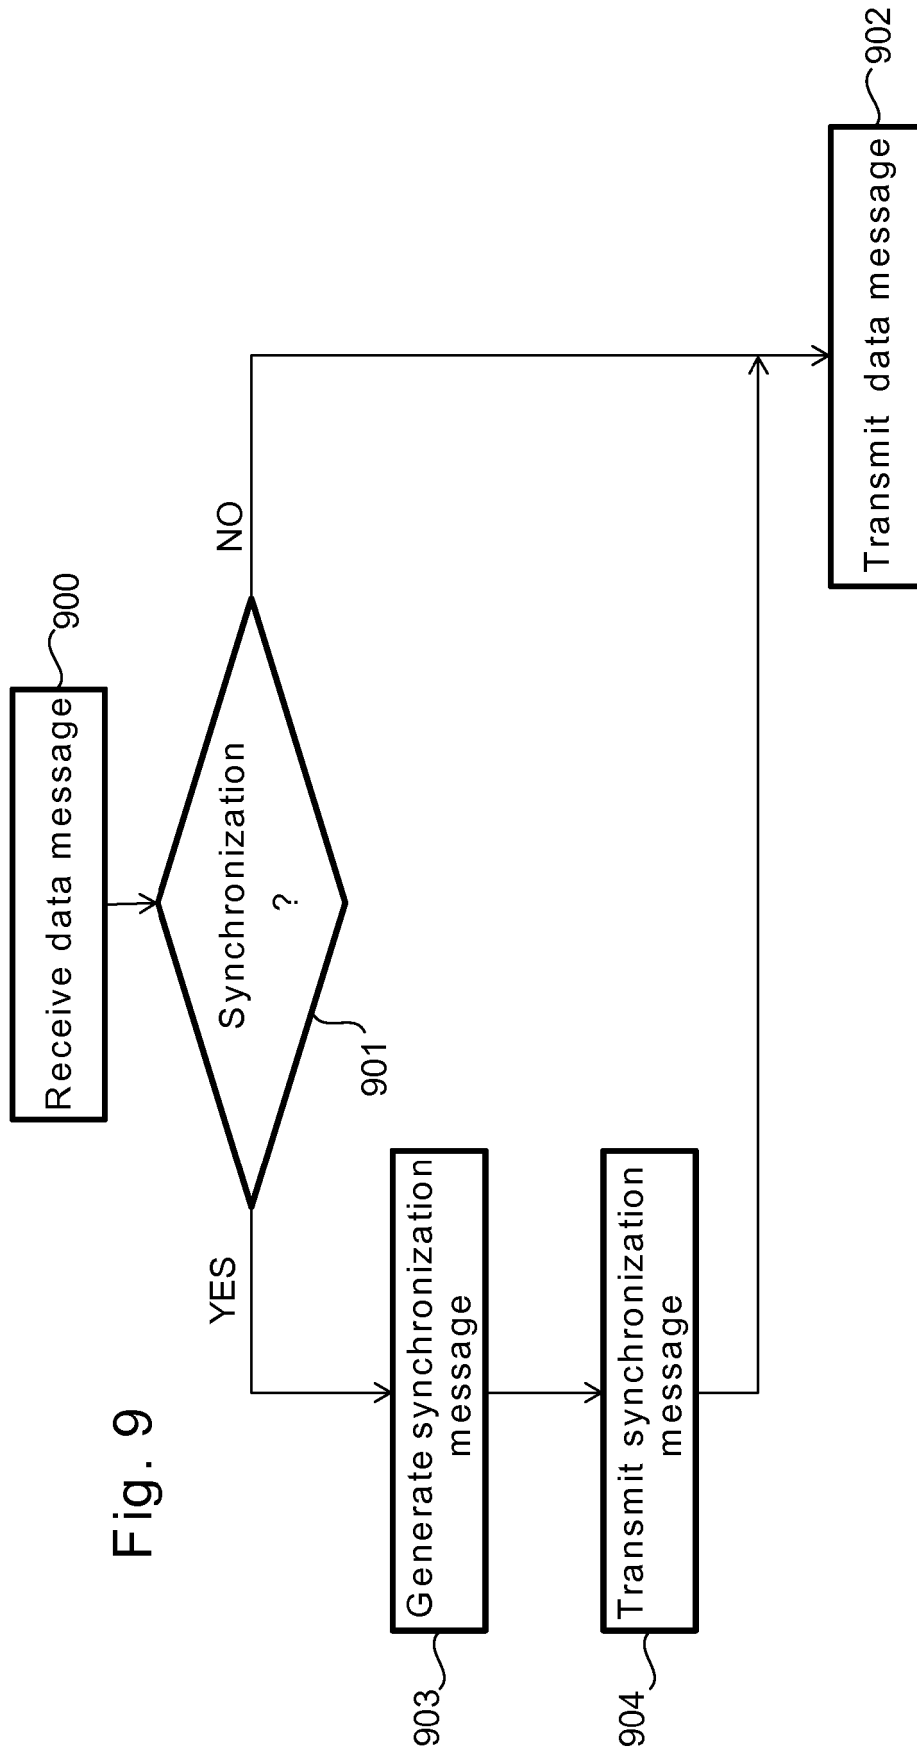 Fig. 9
Receive data message
900
Synchronization
?
901
YES
NO
Generate synchronization
message
903
Transmit synchronization
message
904
Transmit data message
902